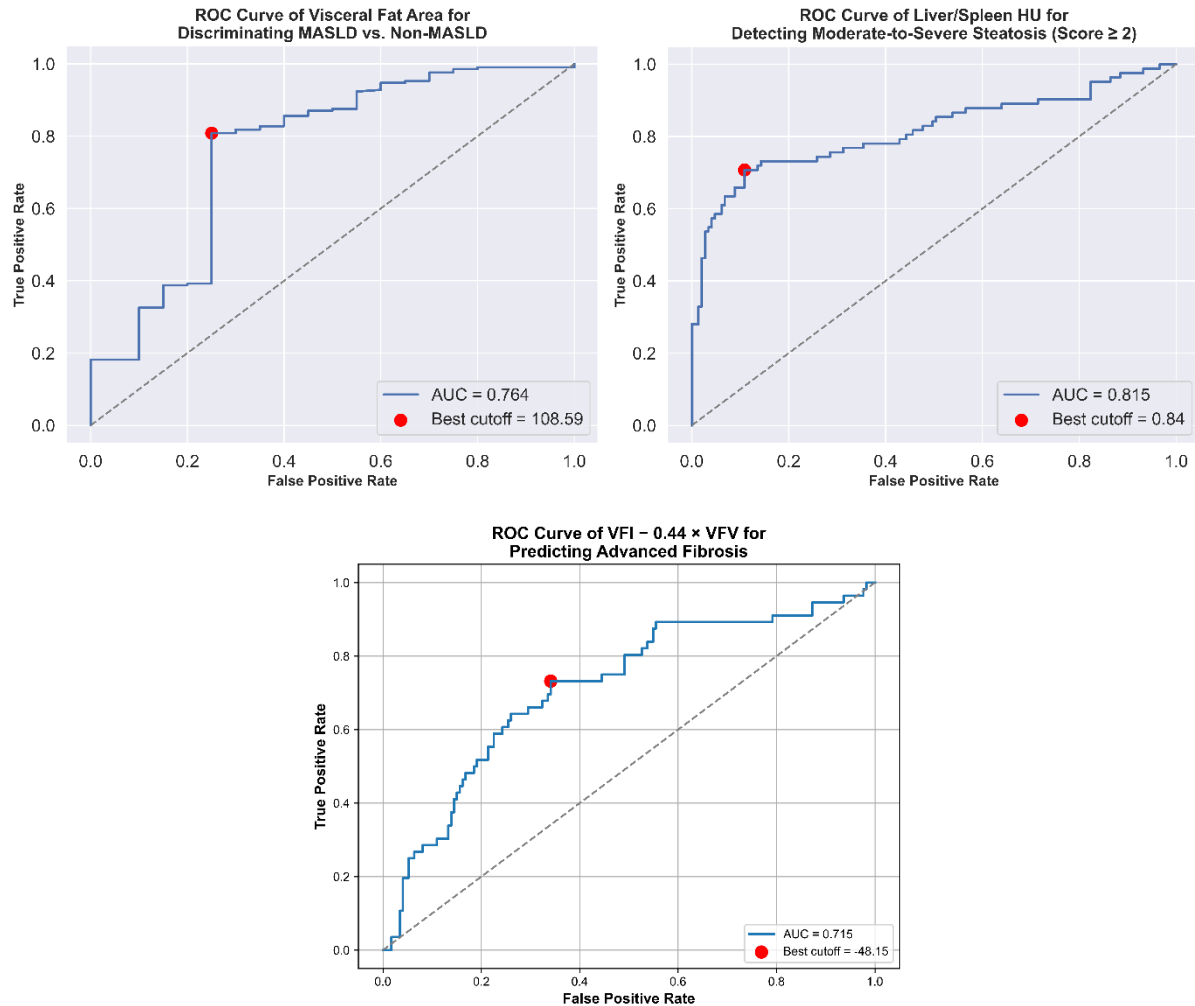 ROC Curve of Visceral Fat Area for
Discriminating MASLD vs. Non-MASLD
True Positive Rate
1.0
0.8
0.6
0.4
0.2
0.0
AUC = 0.764
Best cutoff = 108.59
0.0 0.2 0.4 0.6 0.8 1.0
False Positive Rate
ROC Curve of Liver/Spleen HU for
Detecting Moderate-to-Severe Steatosis (Score ≥ 2)
True Positive Rate
1.0
0.8
0.6
0.4
0.2
0.0
AUC = 0.815
Best cutoff = 0.84
0.0 0.2 0.4 0.6 0.8 1.0
False Positive Rate
ROC Curve of VFI − 0.44 × VFV for
Predicting Advanced Fibrosis
True Positive Rate
1.0
0.8
0.6
0.4
0.2
0.0
AUC = 0.715
Best cutoff = -48.15
0.0 0.2 0.4 0.6 0.8 1.0
False Positive Rate